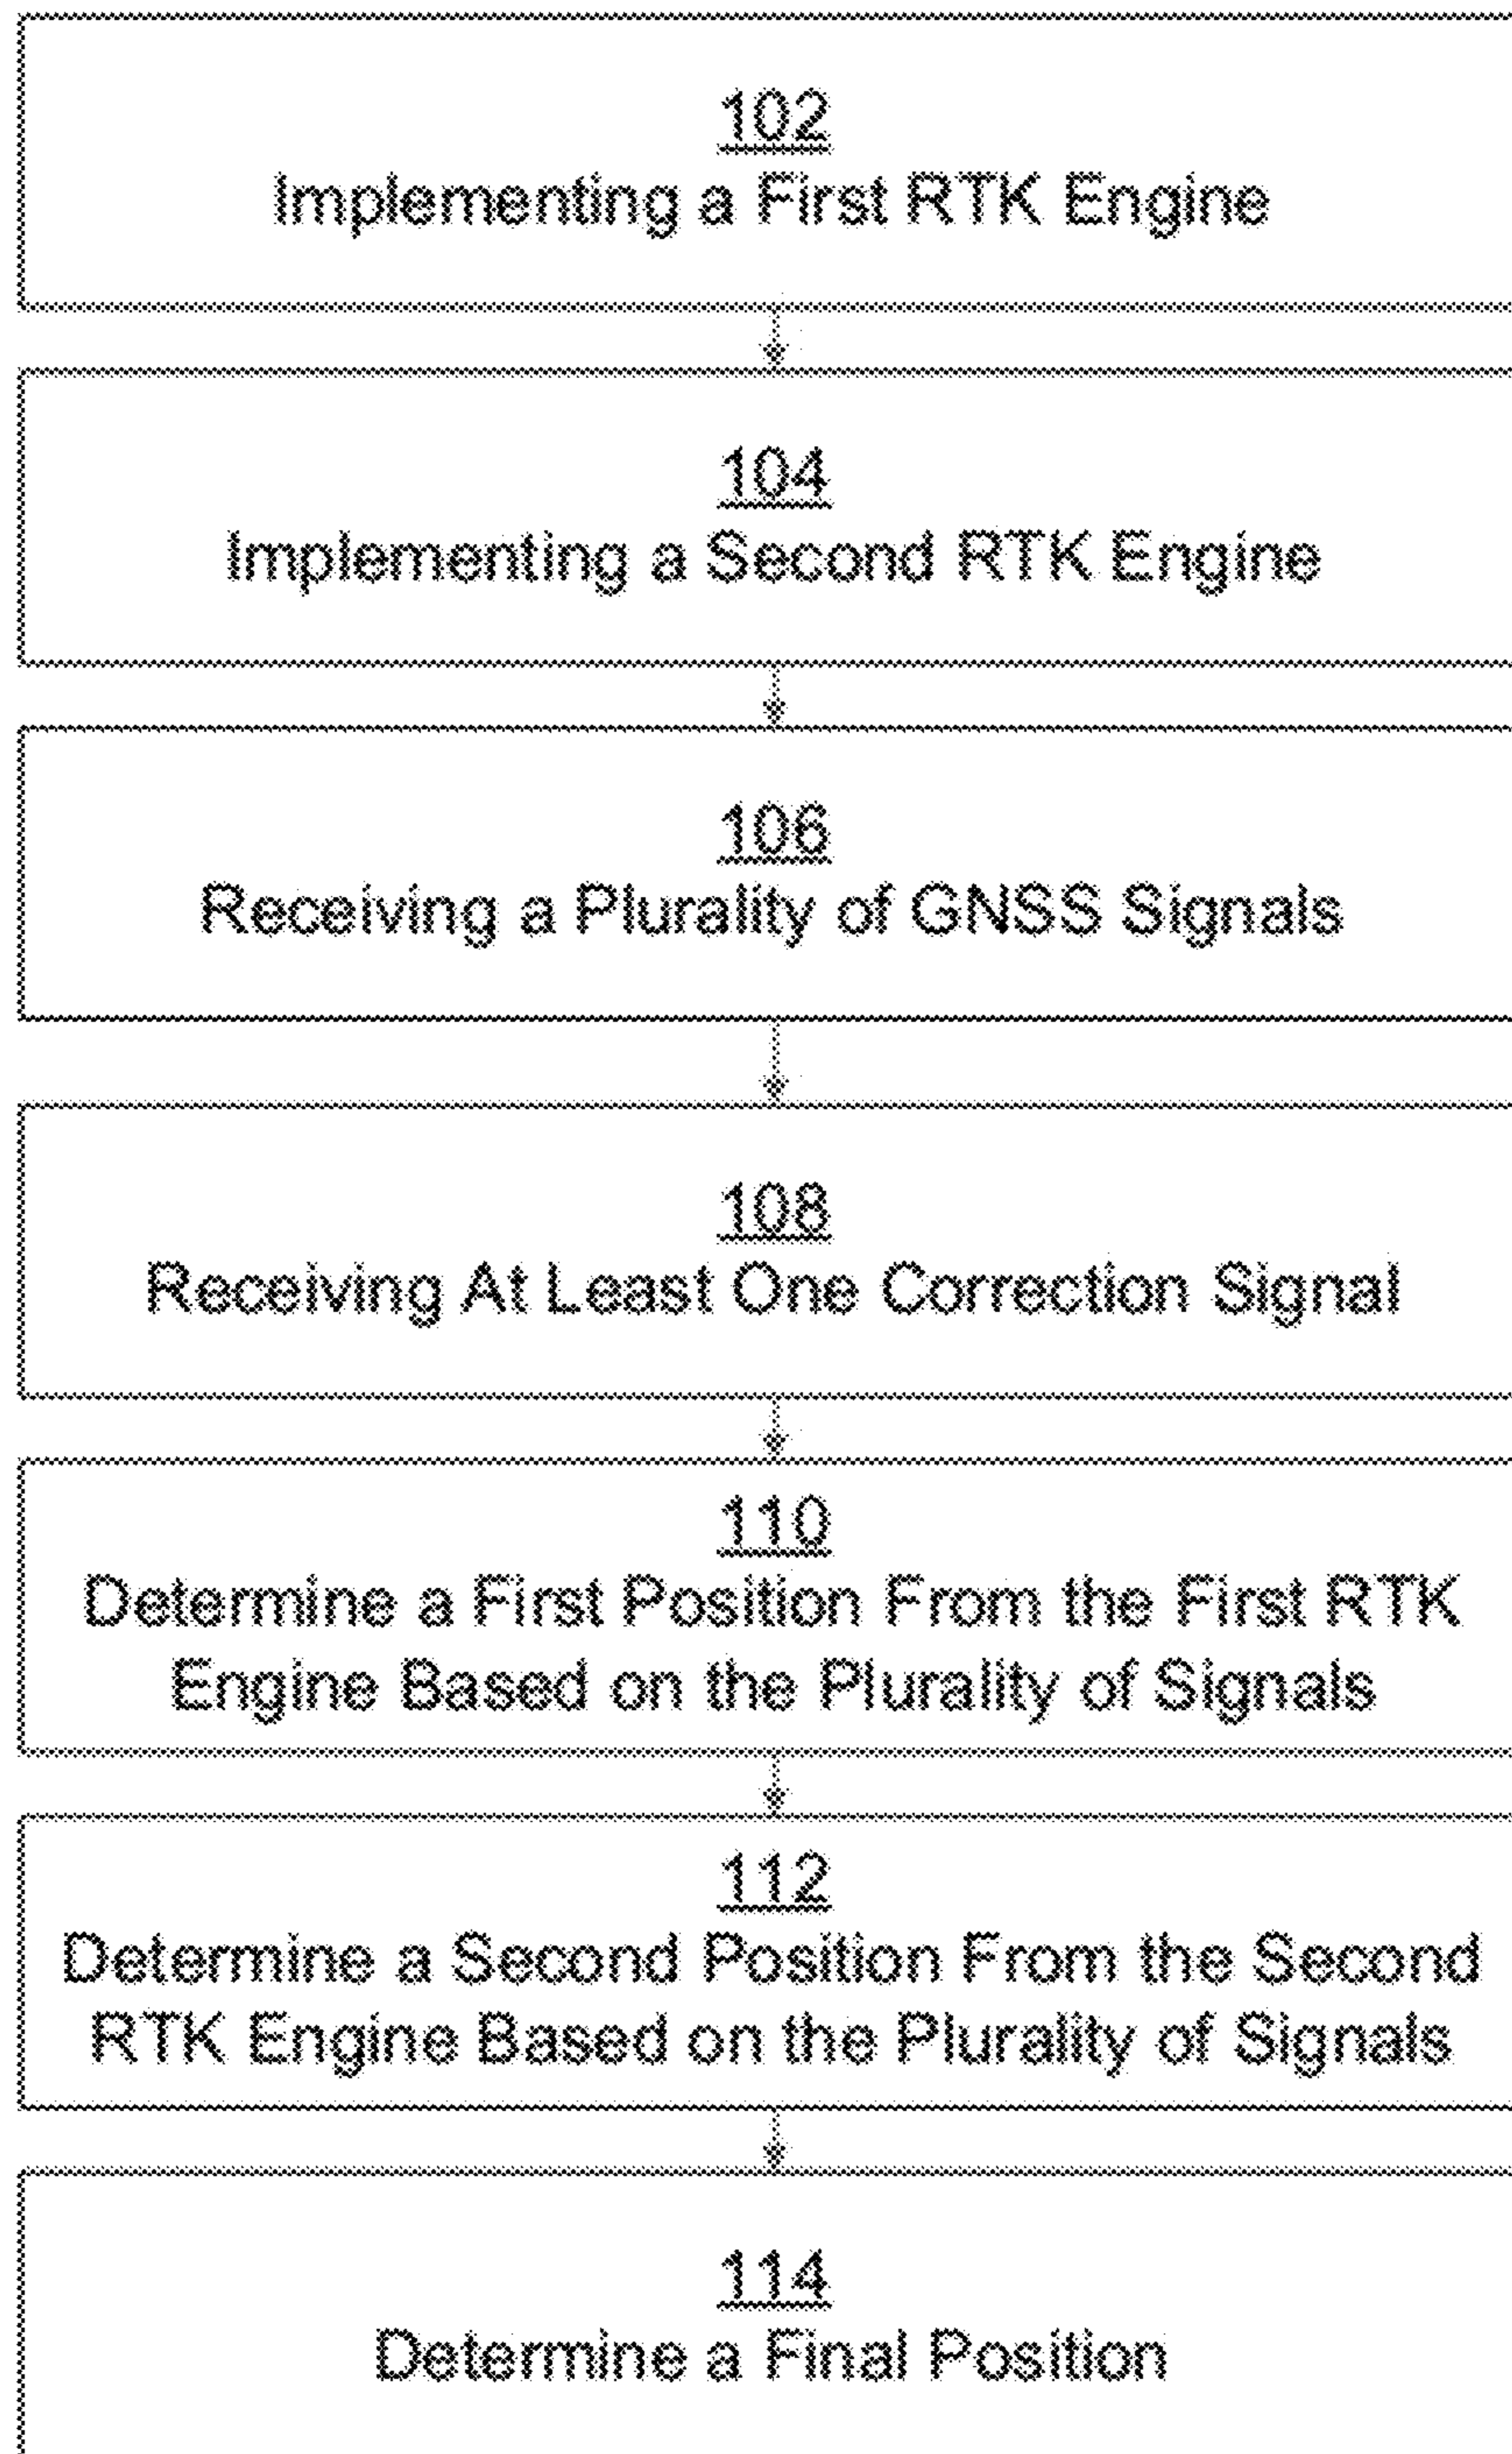 102
Implementing a First RTK Engine
104
Implementing a Second RTK Engine
106
Receiving a Plurality of GNSS Signals
108
Receiving At Least One Correction Signal
110
Determine a First Position From the First RTK
Engine Based on the Plurality of Signals
112
Determine a Second Position From the Second
RTK Engine Based on the Plurality of Signals
114
Determine a Final Position